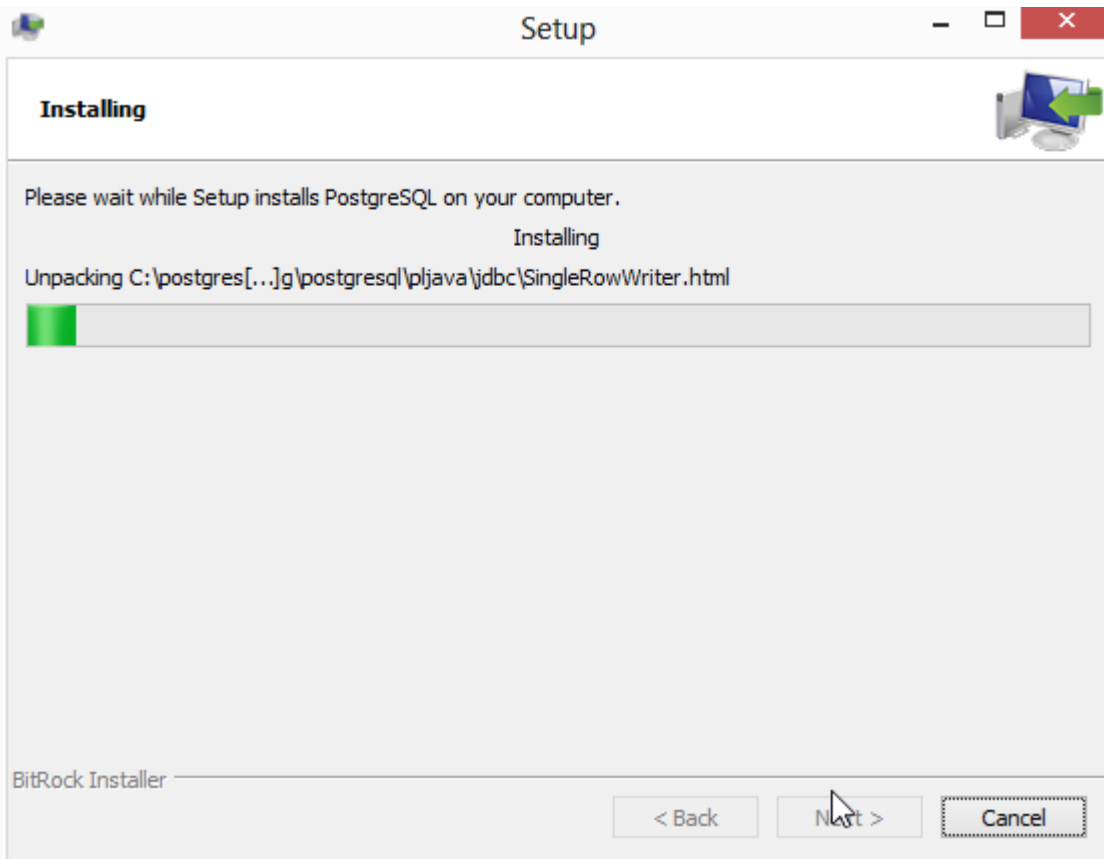 Setup
Installing
Please wait while Setup installs PostgreSQL on your computer.
Installing
Unpacking C:\postgres[...]g\postgresql\pljava\jdbc\SingleRowWriter.html
BitRock Installer
< Back Next > Cancel